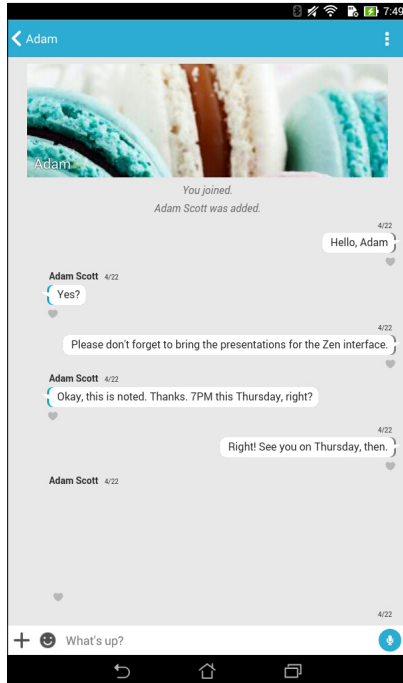 7:49
Adam
Adam
You joined.
Adam Scott was added.
4/22
Hello, Adam
Adam Scott 4/22
Yes?
4/22
Please don't forget to bring the presentations for the Zen interface.
Adam Scott 4/22
Okay, this is noted. Thanks. 7PM this Thursday, right?
4/22
Right! See you on Thursday, then.
Adam Scott 4/22
4/22
What's up?